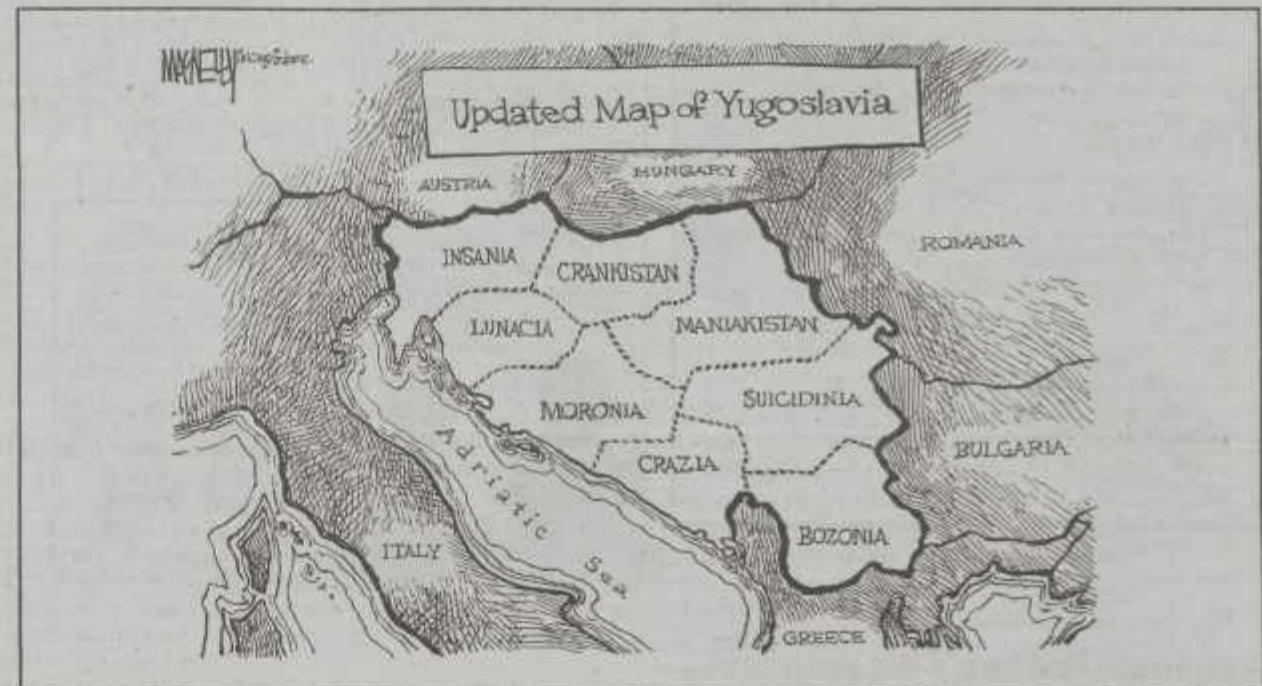 MACNELLY
Updated Map of Yugoslavia
AUSTRIA
HUNGARY
ROMANIA
INSANIA
CRANKISTAN
LUNACIA
MANIAKISTAN
MORONIA
SUICIDINIA
CRAZIA
BULGARIA
BOZONIA
Adriatic Sea
ITALY
GREECE